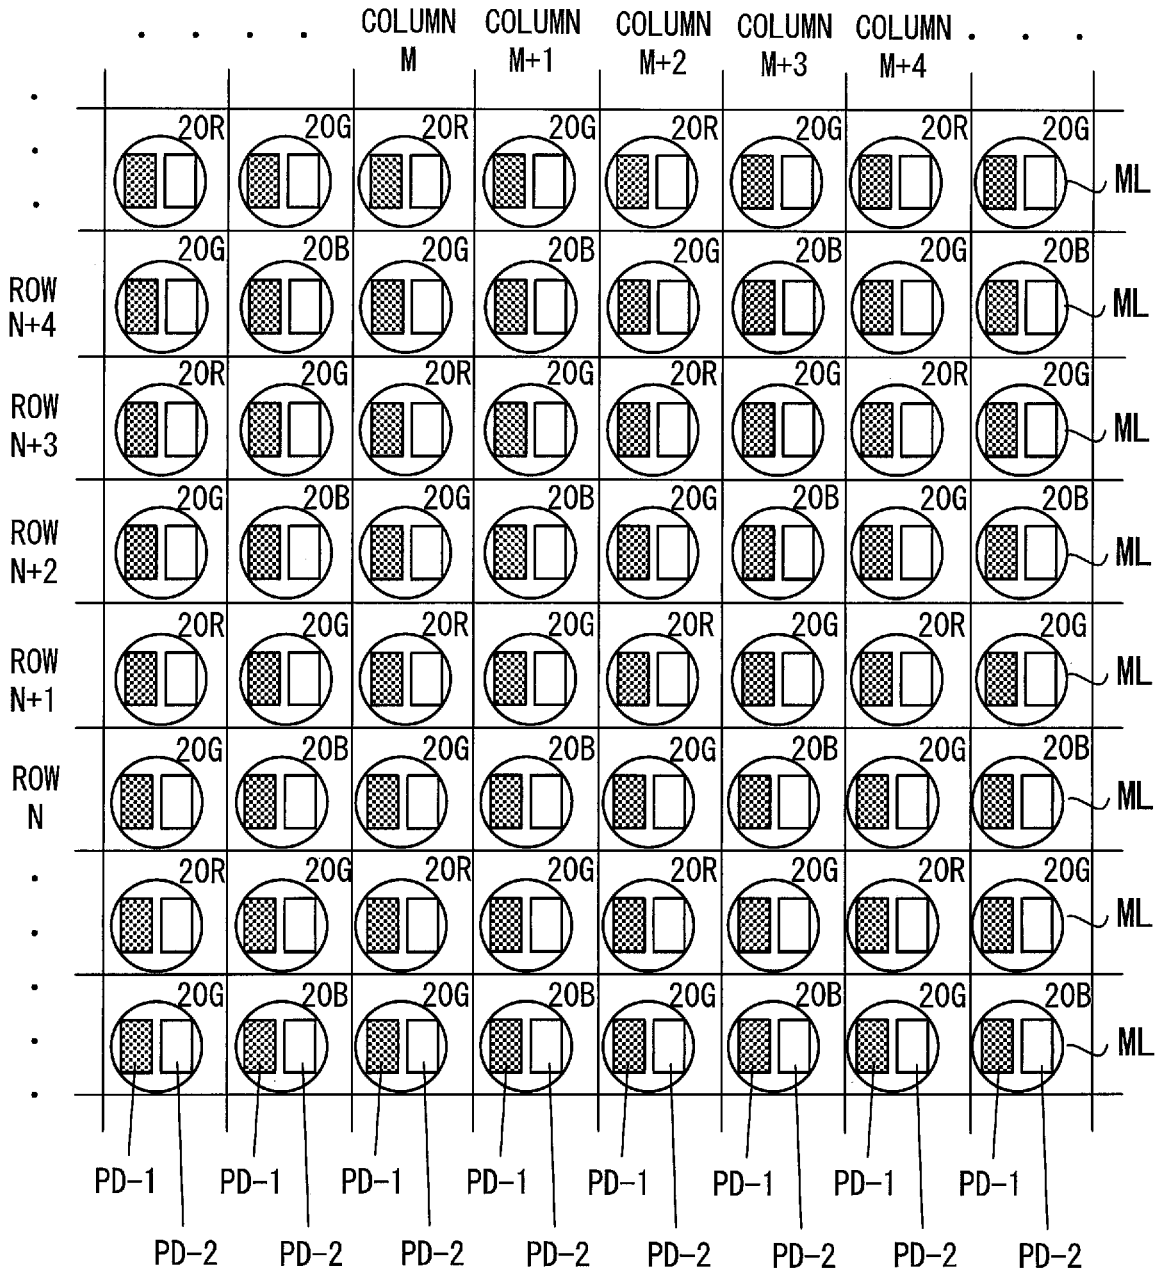 . . . . COLUMN M COLUMN M+1 COLUMN M+2 COLUMN M+3 COLUMN M+4 . . .
20R 20G 20R 20G 20R 20G 20R 20G ML
ROW N+4 20G 20B 20G 20B 20G 20B 20G 20B ML
ROW N+3 20R 20G 20R 20G 20R 20G 20R 20G ML
ROW N+2 20G 20B 20G 20B 20G 20B 20G 20B ML
ROW N+1 20R 20G 20R 20G 20R 20G 20R 20G ML
ROW N 20G 20B 20G 20B 20G 20B 20G 20B ML
20R 20G 20R 20G 20R 20G 20R 20G ML
20G 20B 20G 20B 20G 20B 20G 20B ML
PD-1 PD-1 PD-1 PD-1 PD-1 PD-1 PD-1 PD-1
PD-2 PD-2 PD-2 PD-2 PD-2 PD-2 PD-2 PD-2